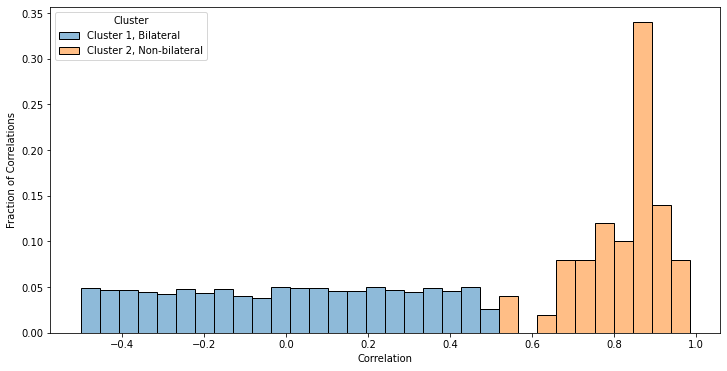 Cluster
Cluster 1, Bilateral
Cluster 2, Non-bilateral
Fraction of Correlations
0.35
0.30
0.25
0.20
0.15
0.10
0.05
0.00
−0.4 −0.2 0.0 0.2 0.4 0.6 0.8 1.0
Correlation